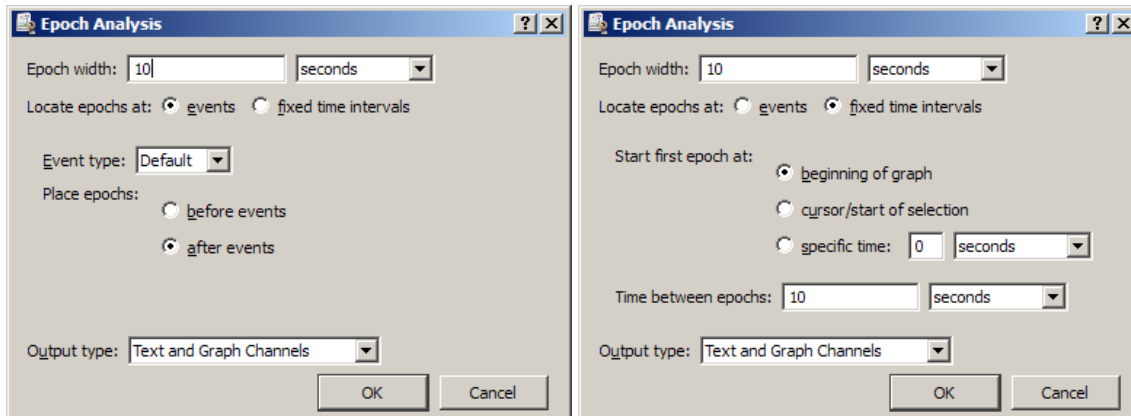 Epoch Analysis
Epoch width: 10 seconds
Locate epochs at: events fixed time intervals
Event type: Default
Place epochs:
before events
after events
Output type: Text and Graph Channels
OK Cancel
Epoch Analysis
Epoch width: 10 seconds
Locate epochs at: events fixed time intervals
Start first epoch at:
beginning of graph
cursor/start of selection
specific time: 0 seconds
Time between epochs: 10 seconds
Output type: Text and Graph Channels
OK Cancel